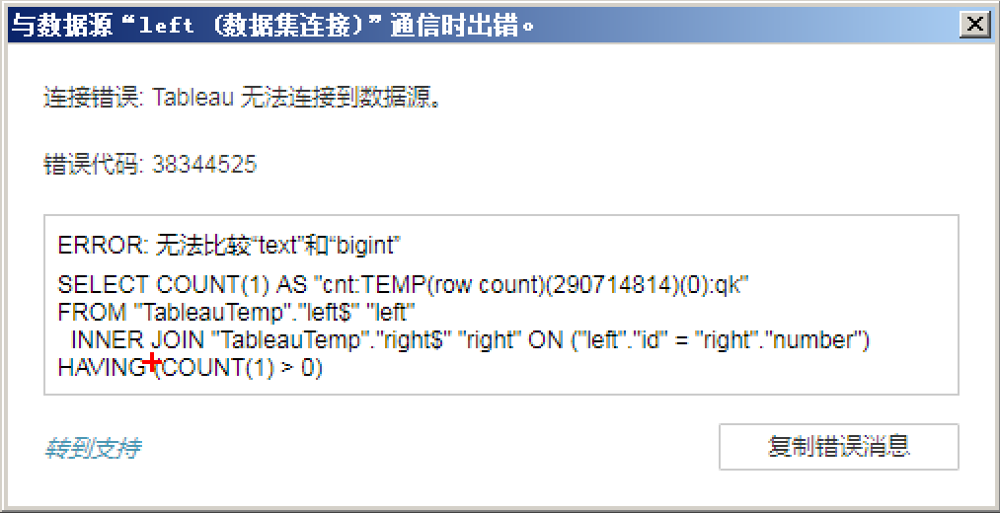 与数据源“left (数据集连接)”通信时出错。
连接错误: Tableau 无法连接到数据源。
错误代码: 38344525
ERROR: 无法比较“text”和“bigint”
SELECT COUNT(1) AS "cnt:TEMP(row count)(290714814)(0):qk"
FROM "TableauTemp"."left$" "left"
INNER JOIN "TableauTemp"."right$" "right" ON ("left"."id" = "right"."number")
HAVING (COUNT(1) > 0)
转到支持
复制错误消息